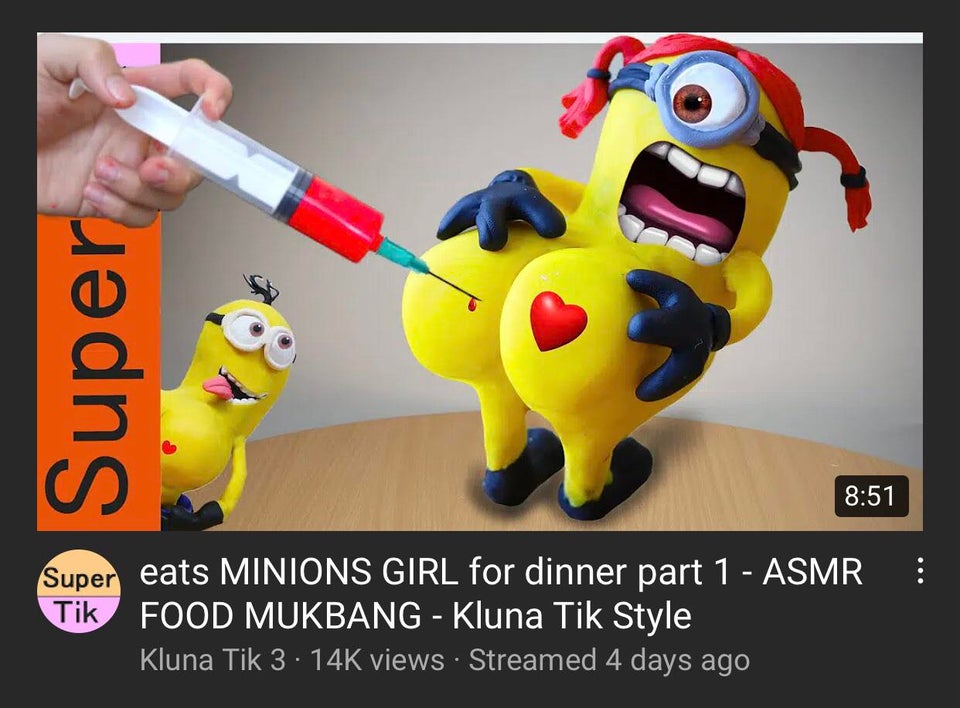 Super
8:51
Super
Tik
eats MINIONS GIRL for dinner part 1 - ASMR
FOOD MUKBANG - Kluna Tik Style
Kluna Tik 3 · 14K views · Streamed 4 days ago